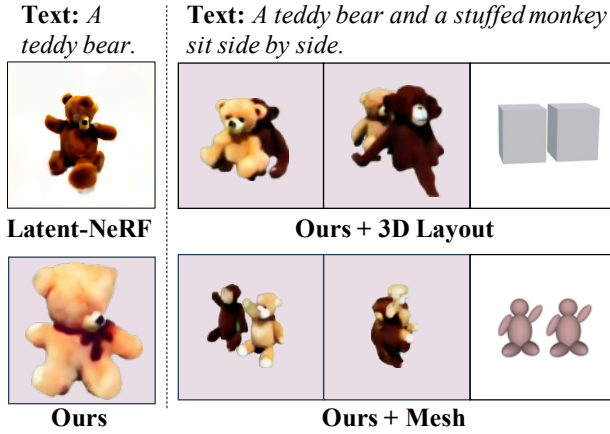 Text: A
teddy bear.
Latent-NeRF
Ours
Text: A teddy bear and a stuffed monkey
sit side by side.
Ours + 3D Layout
Ours + Mesh